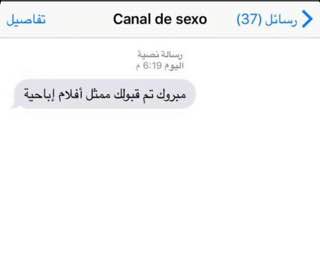 رسائل (37)
Canal de sexo
تفاصيل
رسالة نصية
اليوم 6:19 م
مبروك تم قبولك ممثل أفلام إباحية